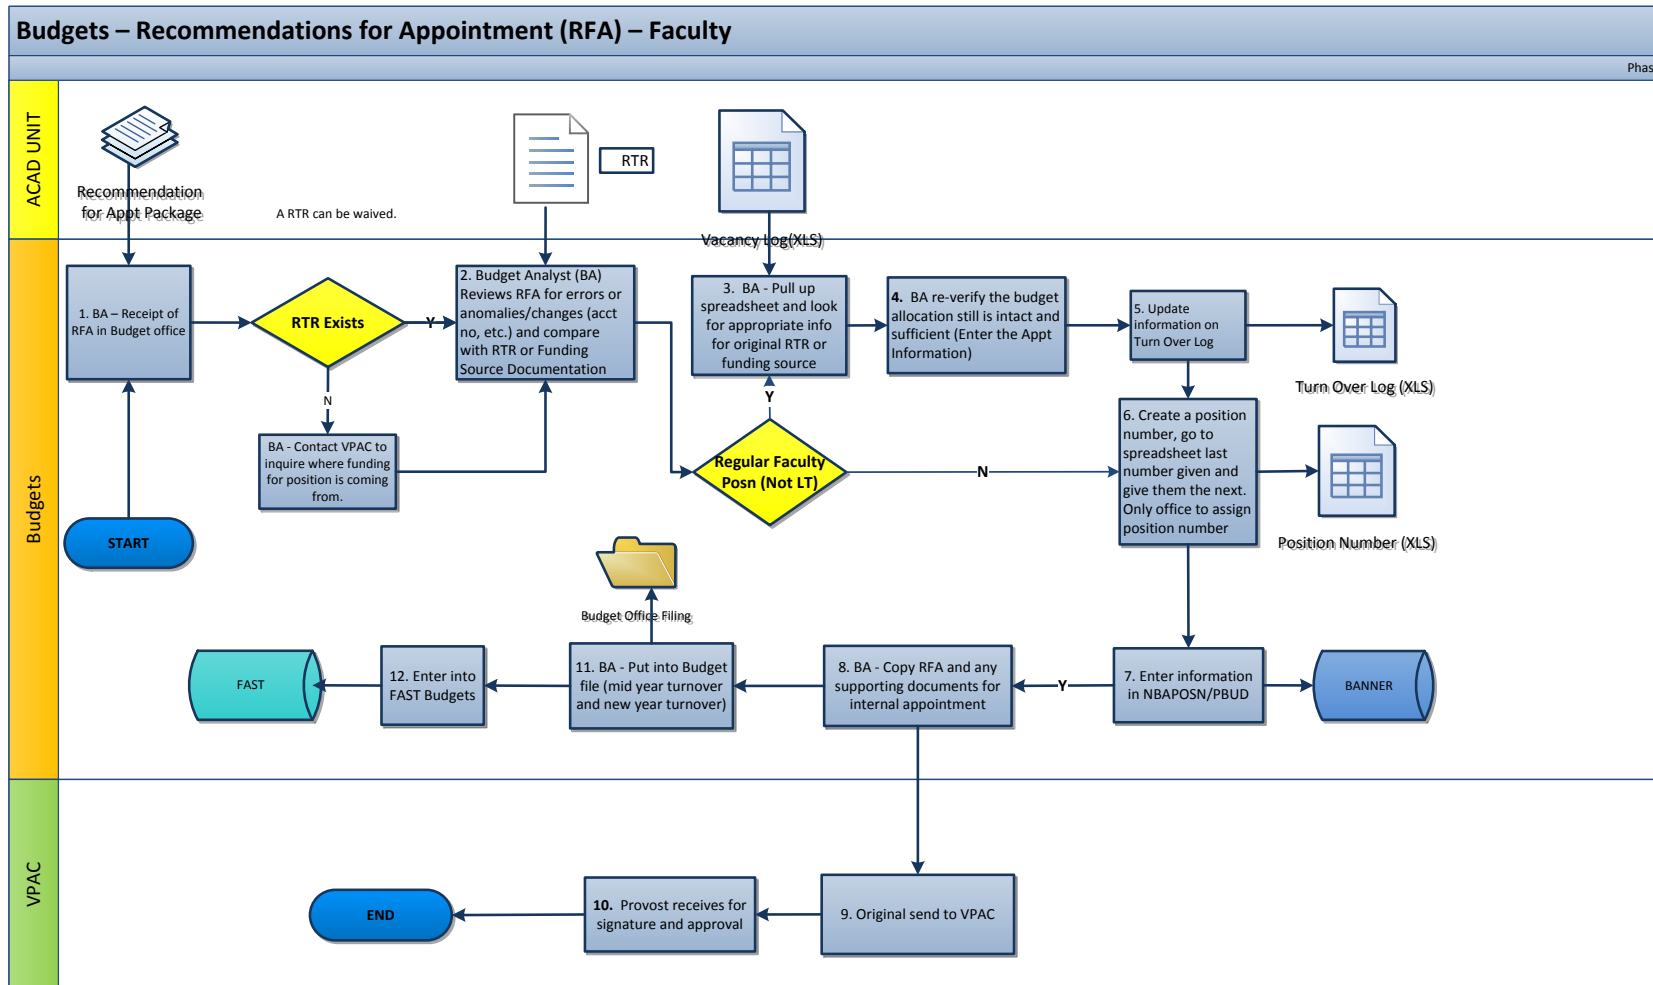 Budgets – Recommendations for Appointment (RFA) – Faculty
Phas
ACAD UNIT
Recommendation
for Appt Package
A RTR can be waived.
RTR
Vacancy Log(XLS)
Budgets
1. BA – Receipt of
RFA in Budget office
RTR Exists
Y
N
BA - Contact VPAC to
inquire where funding
for position is coming
from.
START
2. Budget Analyst (BA)
Reviews RFA for errors or
anomalies/changes (acct
no, etc.) and compare
with RTR or Funding
Source Documentation
3.  BA - Pull up
spreadsheet and look
for appropriate info
for original RTR or
funding source
Y
Regular Faculty
Posn (Not LT)
N
4.  BA re-verify the budget
allocation still is intact and
sufficient (Enter the Appt
Information)
5. Update
information on
Turn Over Log
Turn Over Log (XLS)
6. Create a position
number, go to
spreadsheet last
number given and
give them the next.
Only office to assign
position number
Position Number (XLS)
Budget Office Filing
FAST
12. Enter into
FAST Budgets
11. BA - Put into Budget
file (mid year turnover
and new year turnover)
8. BA - Copy RFA and any
supporting documents for
internal appointment
Y
7. Enter information
in NBAPOSN/PBUD
BANNER
VPAC
END
10.  Provost receives for
signature and approval
9. Original send to VPAC